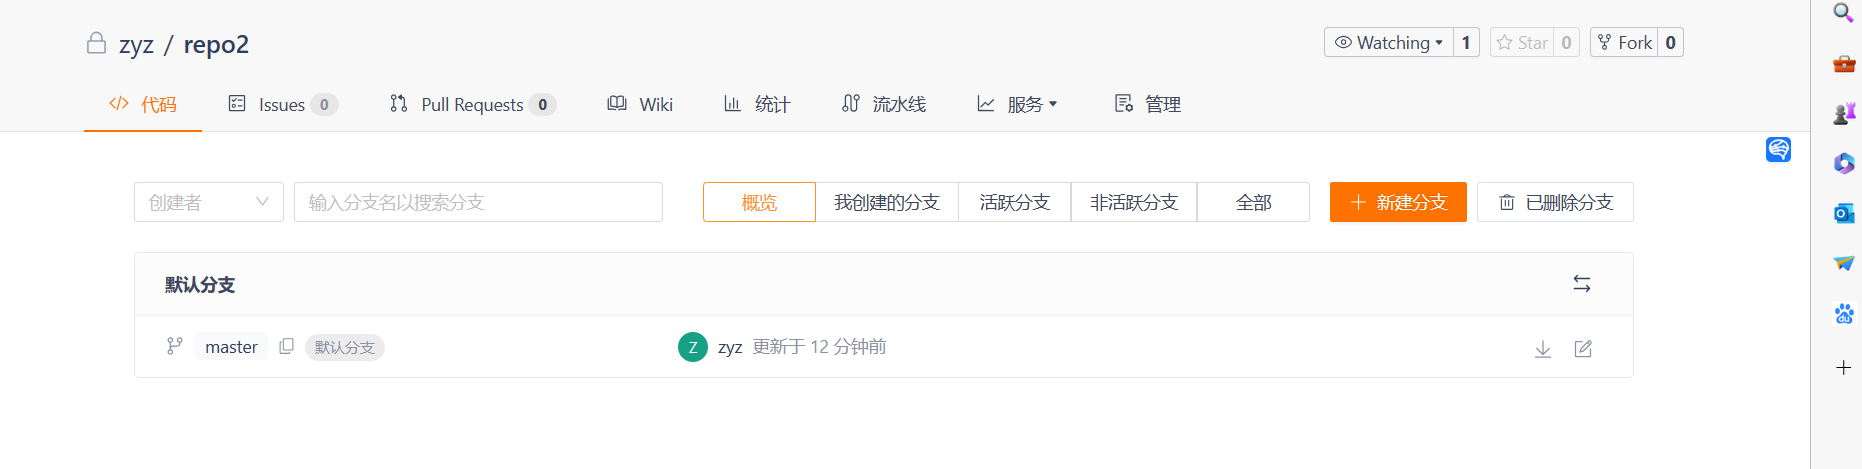 zyz / repo2
Watching 1 Star 0 Fork 0
代码 Issues 0 Pull Requests 0 Wiki 统计 流水线 服务 管理
创建者 输入分支名以搜索分支 概览 我创建的分支 活跃分支 非活跃分支 全部 + 新建分支 已删除分支
默认分支
master 默认分支 Z zyz 更新于 12 分钟前
du